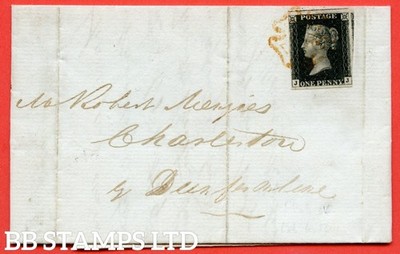 POSTAGE
J J
ONE PENNY
Mr Robert Menzies
Charleston
by Dunfermline
BB STAMPS LTD